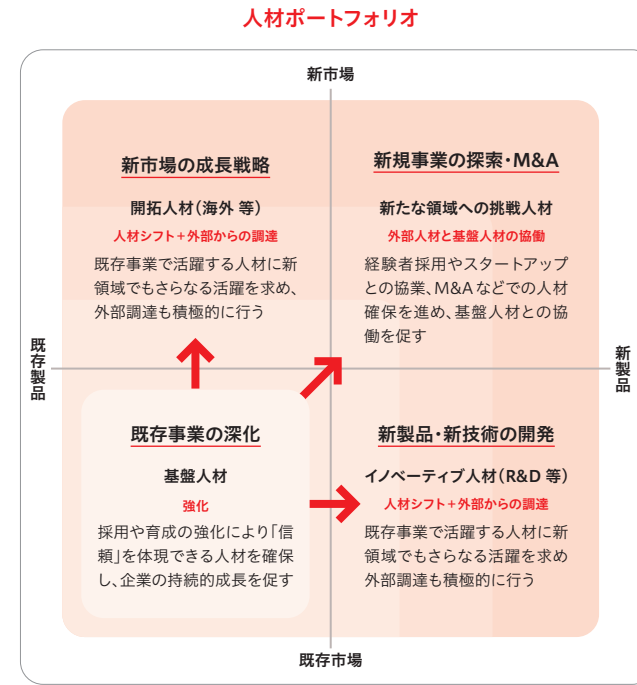 人材ポートフォリオ
新市場
新市場の成長戦略
開拓人材（海外 等）
人材シフト＋外部からの調達
既存事業で活躍する人材に新
領域でもさらなる活躍を求め、
外部調達も積極的に行う
新規事業の探索・M&A
新たな領域への挑戦人材
外部人材と基盤人材の協働
経験者採用やスタートアップ
との協業、M&Aなどでの人材
確保を進め、基盤人材との協
働を促す
既存製品
新製品
既存事業の深化
基盤人材
強化
採用や育成の強化により「信
頼」を体現できる人材を確保
し、企業の持続的成長を促す
新製品・新技術の開発
イノベーティブ人材（R&D 等）
人材シフト＋外部からの調達
既存事業で活躍する人材に新
領域でもさらなる活躍を求め
外部調達も積極的に行う
既存市場